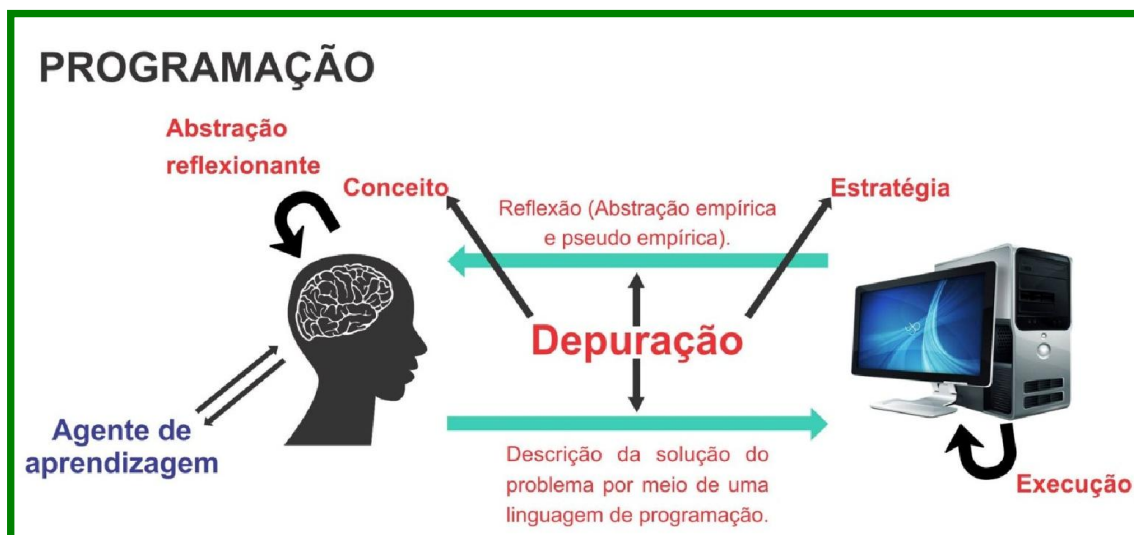 PROGRAMAÇÃO
Abstração
reflexionante
Conceito
Estratégia
Reflexão (Abstração empírica
e pseudo empírica).
Depuração
Agente de
aprendizagem
Descrição da solução do
problema por meio de uma
linguagem de programação.
Execução